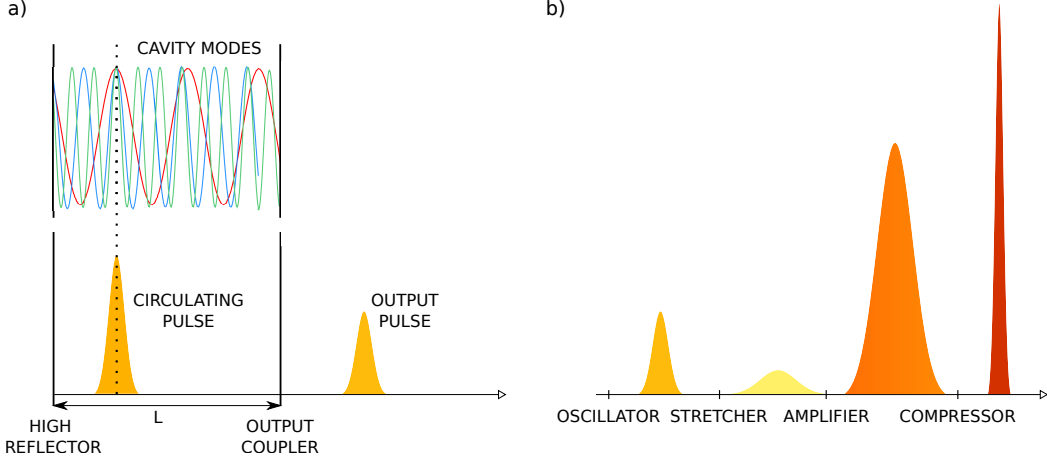 a)
CAVITY MODES
CIRCULATING
PULSE
OUTPUT
PULSE
L
HIGH
REFLECTOR
OUTPUT
COUPLER
b)
OSCILLATOR
STRETCHER
AMPLIFIER
COMPRESSOR